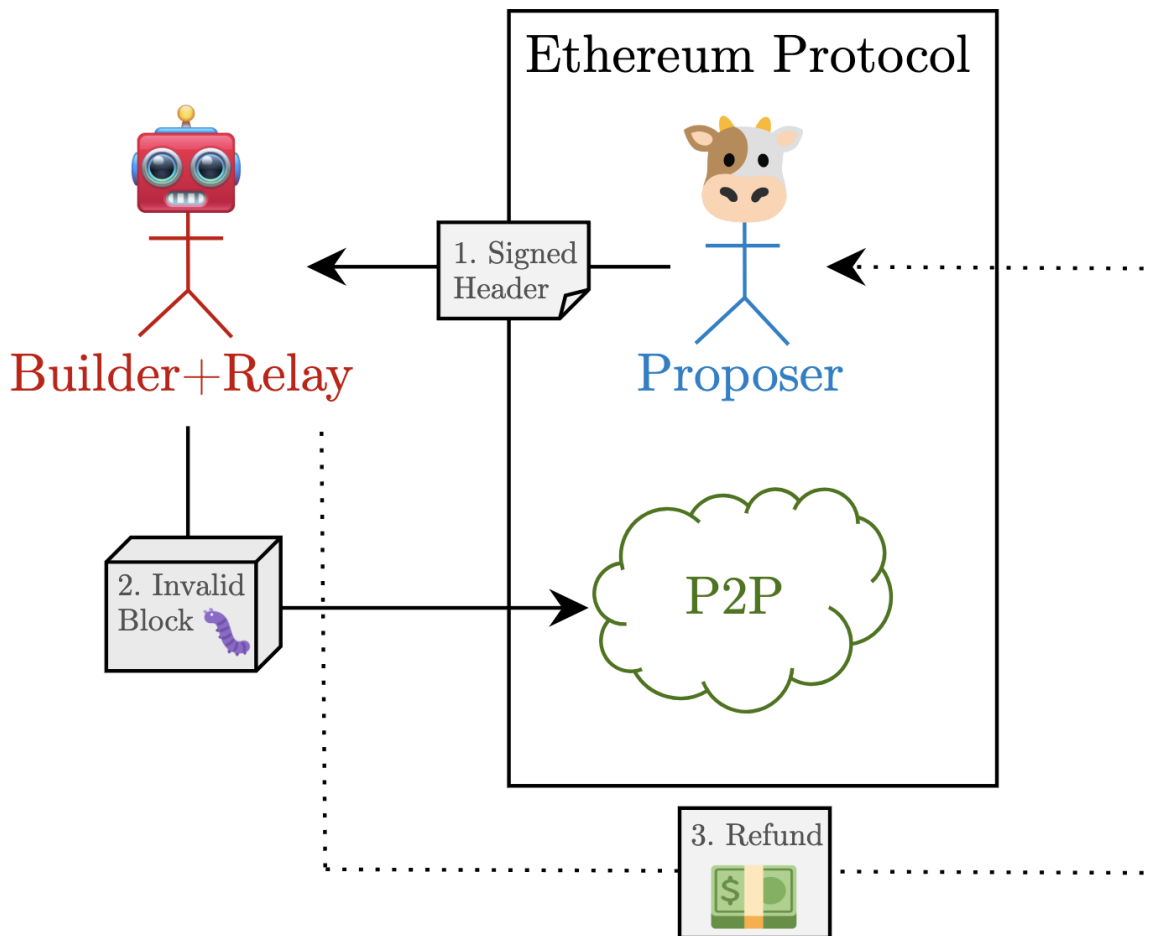 Ethereum Protocol
1. Signed
Header
Builder+Relay
Proposer
2. Invalid
Block
P2P
3. Refund
$